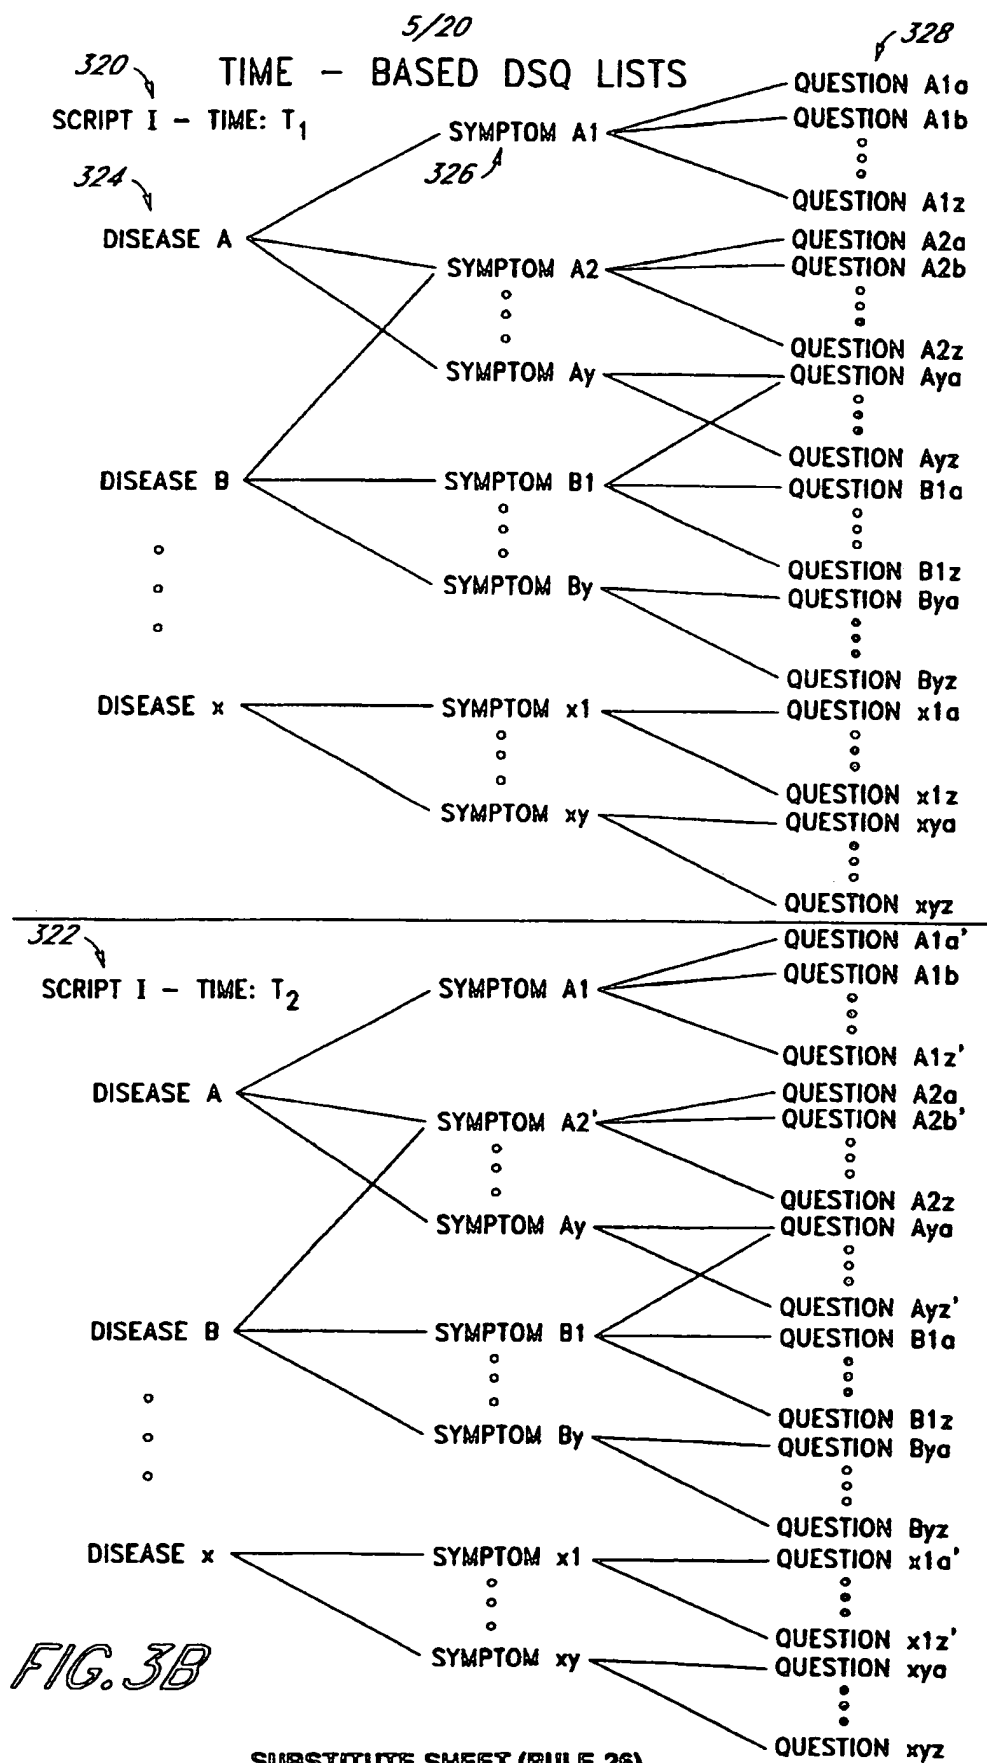 5/20
328
320
TIME - BASED DSQ LISTS
QUESTION A1a
SCRIPT I - TIME: T1
QUESTION A1b
SYMPTOM A1
326
324
QUESTION A1z
DISEASE A
QUESTION A2a
SYMPTOM A2
QUESTION A2b
QUESTION A2z
SYMPTOM Ay
QUESTION Aya
QUESTION Ayz
DISEASE B
SYMPTOM B1
QUESTION B1a
QUESTION B1z
SYMPTOM By
QUESTION Bya
QUESTION Byz
DISEASE x
SYMPTOM x1
QUESTION x1a
QUESTION x1z
SYMPTOM xy
QUESTION xya
QUESTION xyz
322
QUESTION A1a'
SCRIPT I - TIME: T2
SYMPTOM A1
QUESTION A1b
QUESTION A1z'
DISEASE A
QUESTION A2a
SYMPTOM A2'
QUESTION A2b'
QUESTION A2z
SYMPTOM Ay
QUESTION Aya
QUESTION Ayz'
DISEASE B
SYMPTOM B1
QUESTION B1a
QUESTION B1z
SYMPTOM By
QUESTION Bya
QUESTION Byz
DISEASE x
SYMPTOM x1
QUESTION x1a'
QUESTION x1z'
FIG. 3B
SYMPTOM xy
QUESTION xya
QUESTION xyz
SUBSTITUTE SHEET (RULE 26)